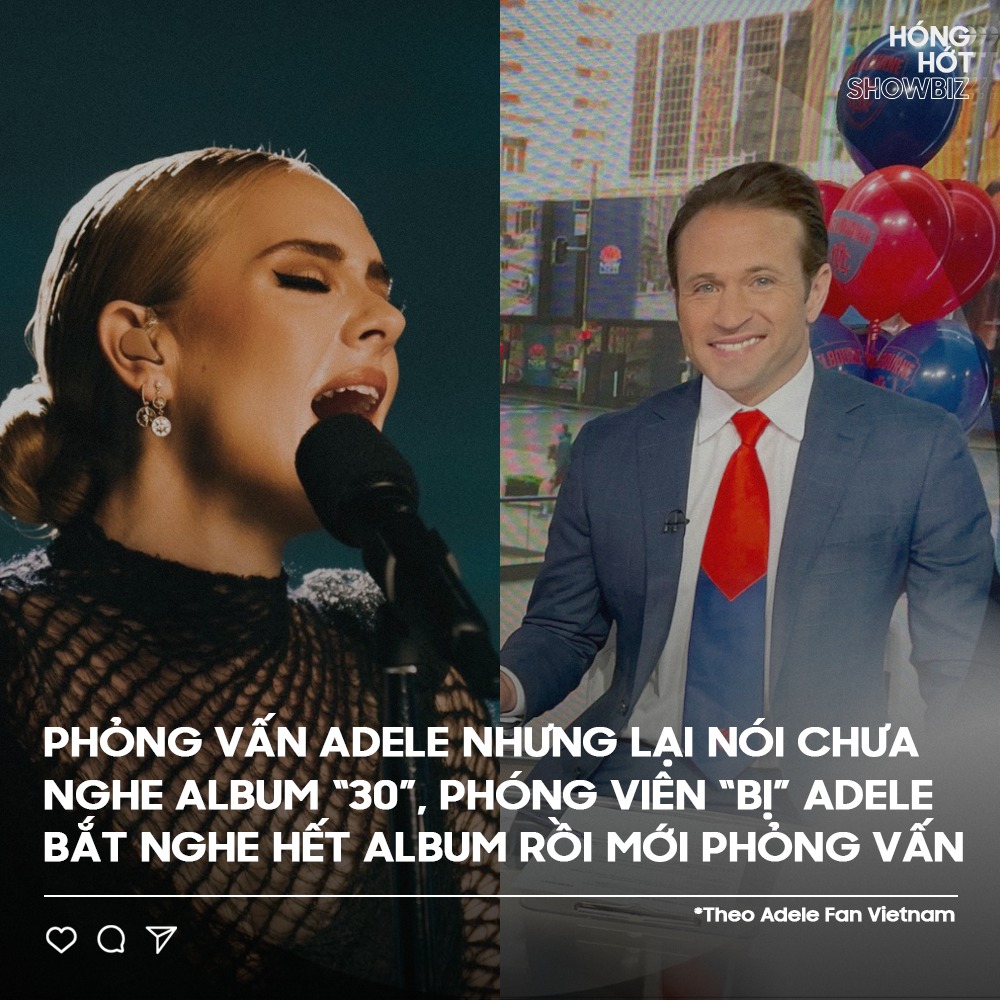 HÓNG
HỚT
SHOWBIZ
PHỎNG VẤN ADELE NHƯNG LẠI NÓI CHƯA
NGHE ALBUM “30”, PHÓNG VIÊN “BỊ” ADELE
BẮT NGHE HẾT ALBUM RỒI MỚI PHỎNG VẤN
*Theo Adele Fan Vietnam